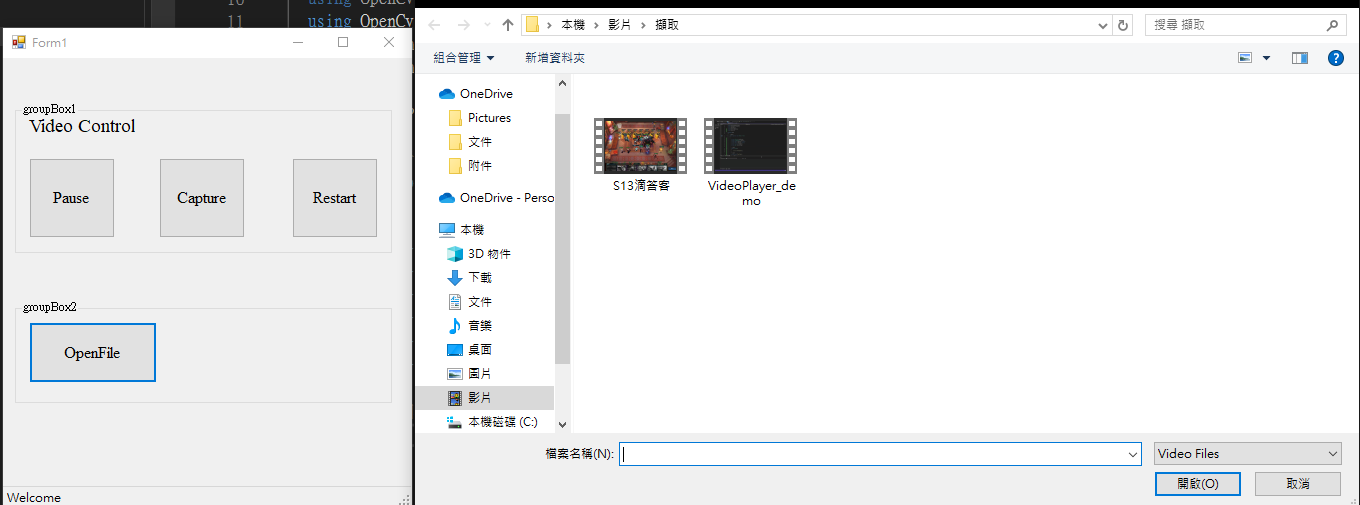 10
using OpenCv
11
using OpenCv
Form1
groupBox1
Video Control
Pause
Capture
Restart
groupBox2
OpenFile
Welcome
本機 › 影片 › 擷取
搜尋 擷取
組合管理
新增資料夾
?
OneDrive
Pictures
文件
附件
OneDrive - Perso
本機
3D 物件
下載
文件
音樂
桌面
圖片
影片
本機磁碟 (C:)
S13滴答客
VideoPlayer_de
mo
檔案名稱(N):
Video Files
開啟(O)
取消